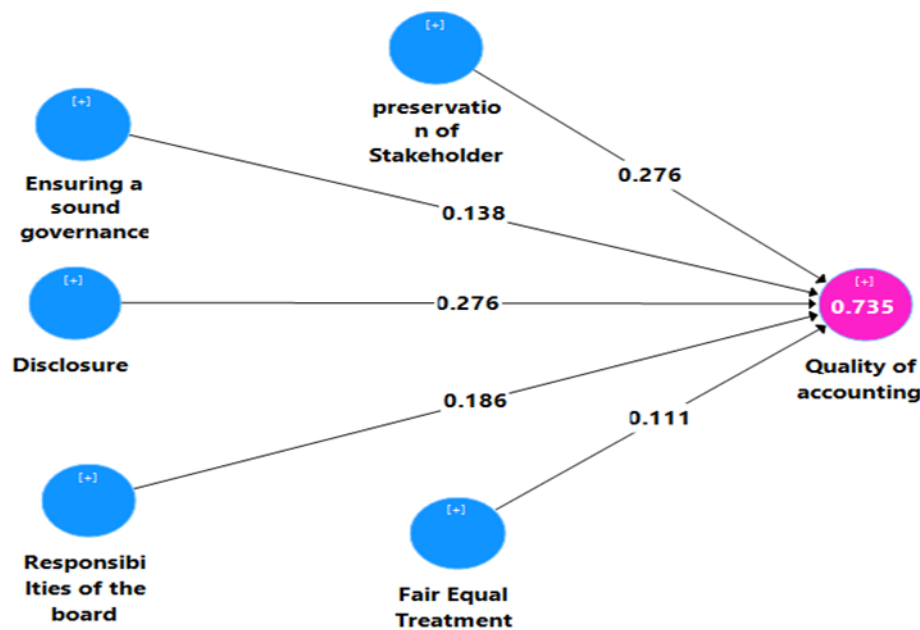 [+]
preservatio
n of
Stakeholder
[+]
Ensuring a
sound
governance
0.276
0.138
[+]
Disclosure
0.276
[+]
0.735
Quality of
accounting
0.186
0.111
[+]
Responsibi
lties of the
board
[+]
Fair Equal
Treatment